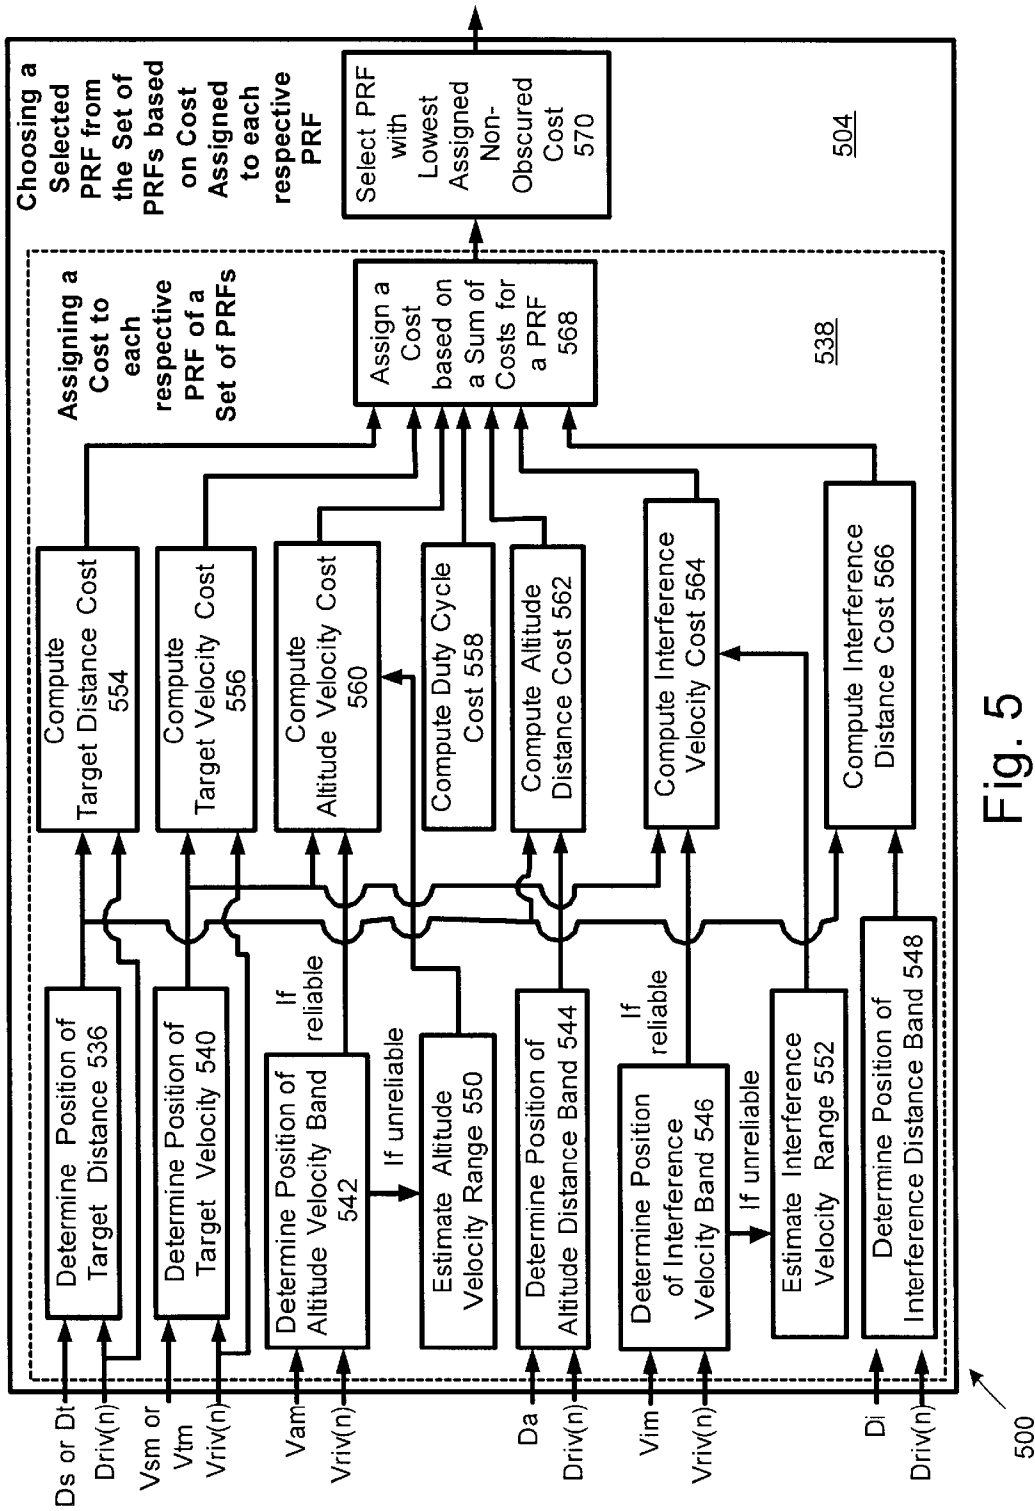 Ds or Dt
Driv(n)
Vsm or
Vtm
Vriv(n)
Vam
Vriv(n)
Da
Driv(n)
Vim
Vriv(n)
Di
Driv(n)
500
Determine Position of
Target Distance 536
Determine Position of
Target Velocity 540
Determine Position of
Altitude Velocity Band
542
If
reliable
If unreliable
Estimate Altitude
Velocity Range 550
Determine Position of
Altitude Distance Band 544
Determine Position
of Interference
Velocity Band 546
If
reliable
If unreliable
Estimate Interference
Velocity Range 552
Determine Position of
Interference Distance Band 548
Compute
Target Distance Cost
554
Compute
Target Velocity Cost
556
Compute
Altitude Velocity Cost
560
Compute Duty Cycle
Cost 558
Compute Altitude
Distance Cost 562
Compute Interference
Velocity Cost 564
Compute Interference
Distance Cost 566
Assigning a
Cost to
each
respective
PRF of a
Set of PRFs
Assign a
Cost
based on
a Sum of
Costs for
a PRF
568
538
Choosing a
Selected
PRF from
the Set of
PRFs based
on Cost
Assigned
to each
respective
PRF
Select PRF
with
Lowest
Assigned
Non-
Obscured
Cost
570
504
Fig. 5